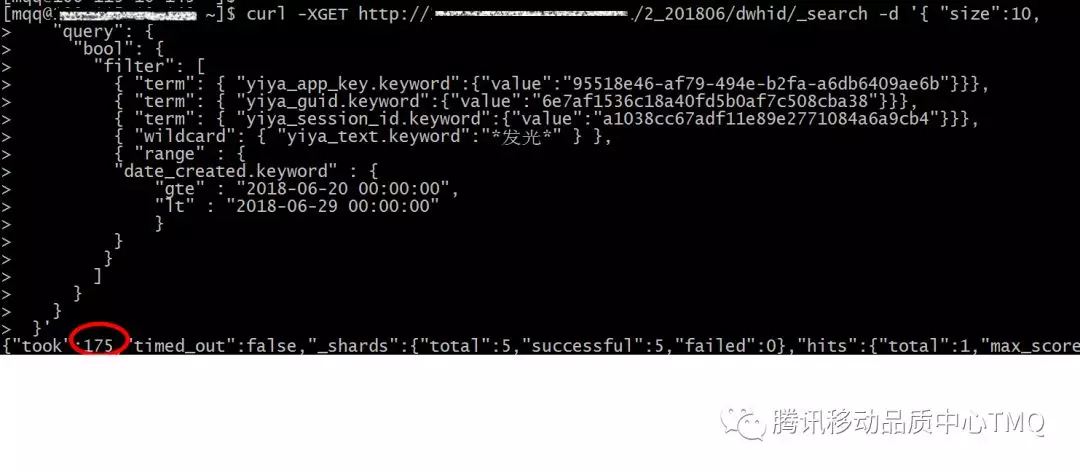 [mqq@ ~]$ curl -XGET http:// /2_201806/dwhid/_search -d '{ "size":10,
> "query": {
> "bool": {
> "filter": [
> { "term": { "yiya_app_key.keyword":{"value":"95518e46-af79-494e-b2fa-a6db6409ae6b"}}},
> { "term": { "yiya_guid.keyword":{"value":"6e7af1536c18a40fd5b0af7c508cba38"}}},
> { "term": { "yiya_session_id.keyword":{"value":"a1038cc67adf11e89e2771084a6a9cb4"}}},
> { "wildcard": { "yiya_text.keyword":"*发光*" } },
> { "range" : {
> "date_created.keyword" : {
> "gte" : "2018-06-20 00:00:00",
> "lt" : "2018-06-29 00:00:00"
> }
> }
> }
> ]
> }
> }
> }'
{"took":175,"timed_out":false,"_shards":{"total":5,"successful":5,"failed":0},"hits":{"total":1,"max_score
腾讯移动品质中心TMQ